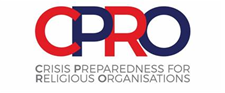 CPRO
CRISIS PREPAREDNESS FOR
RELIGIOUS ORGANISATIONS